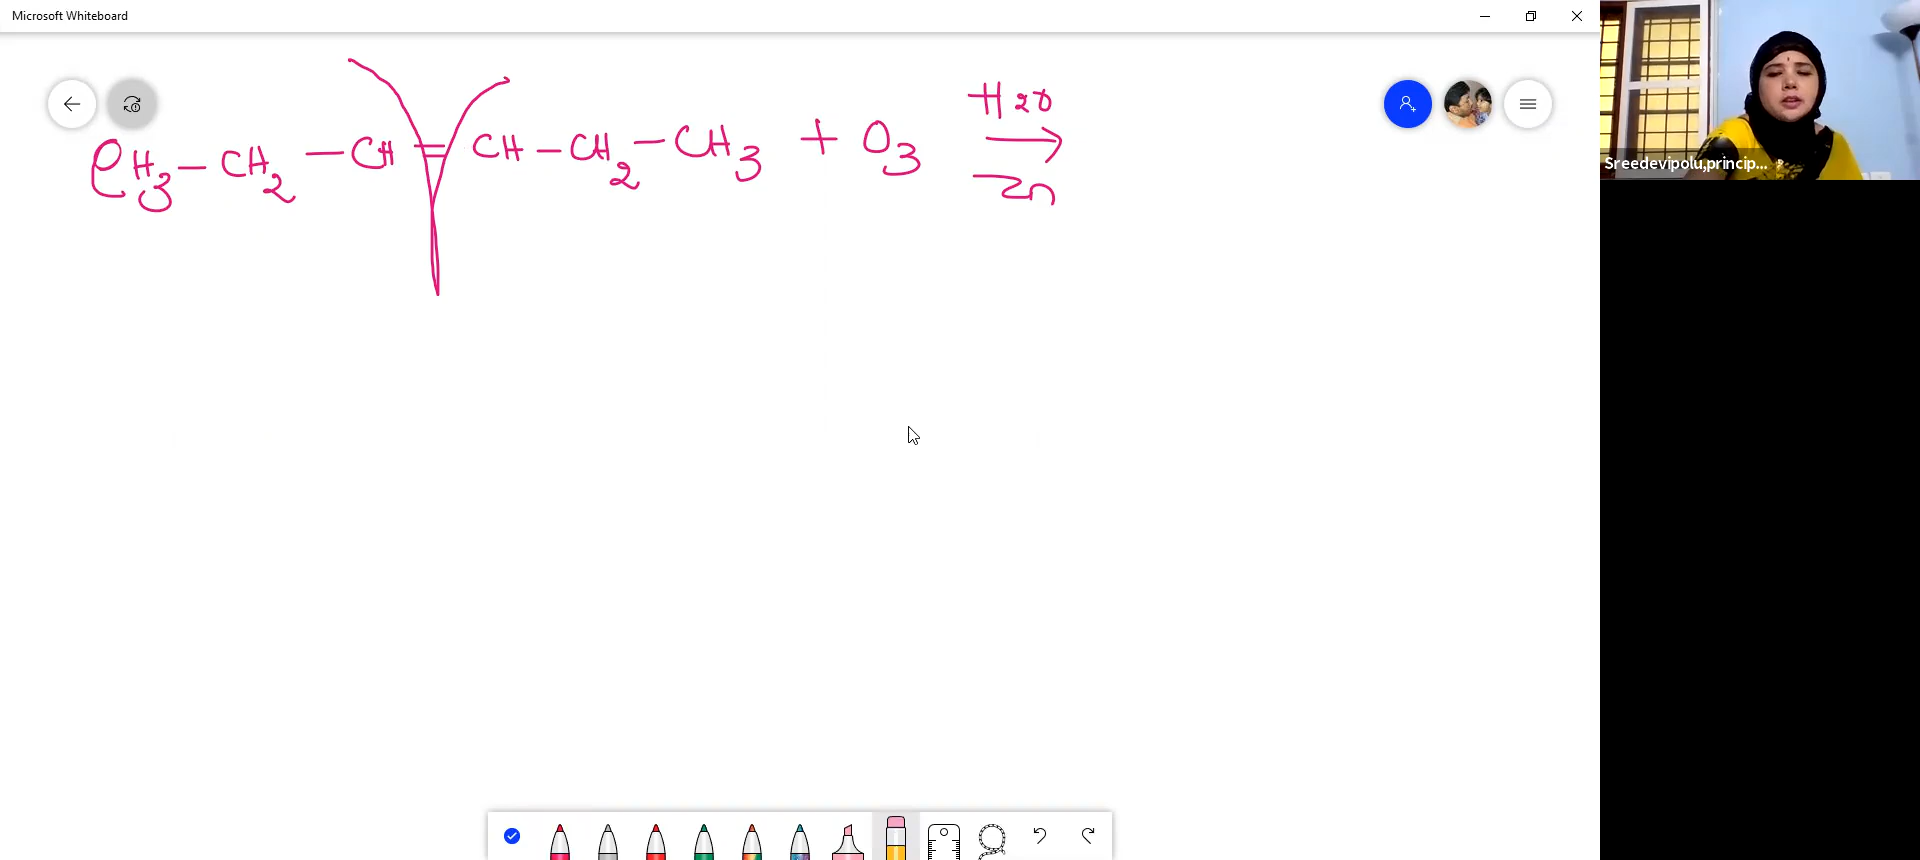 Microsoft Whiteboard
H2O
CH3 — CH2 — CH = CH — CH2 — CH3 + O3 →
Zn
Sreedevipolu,princip...